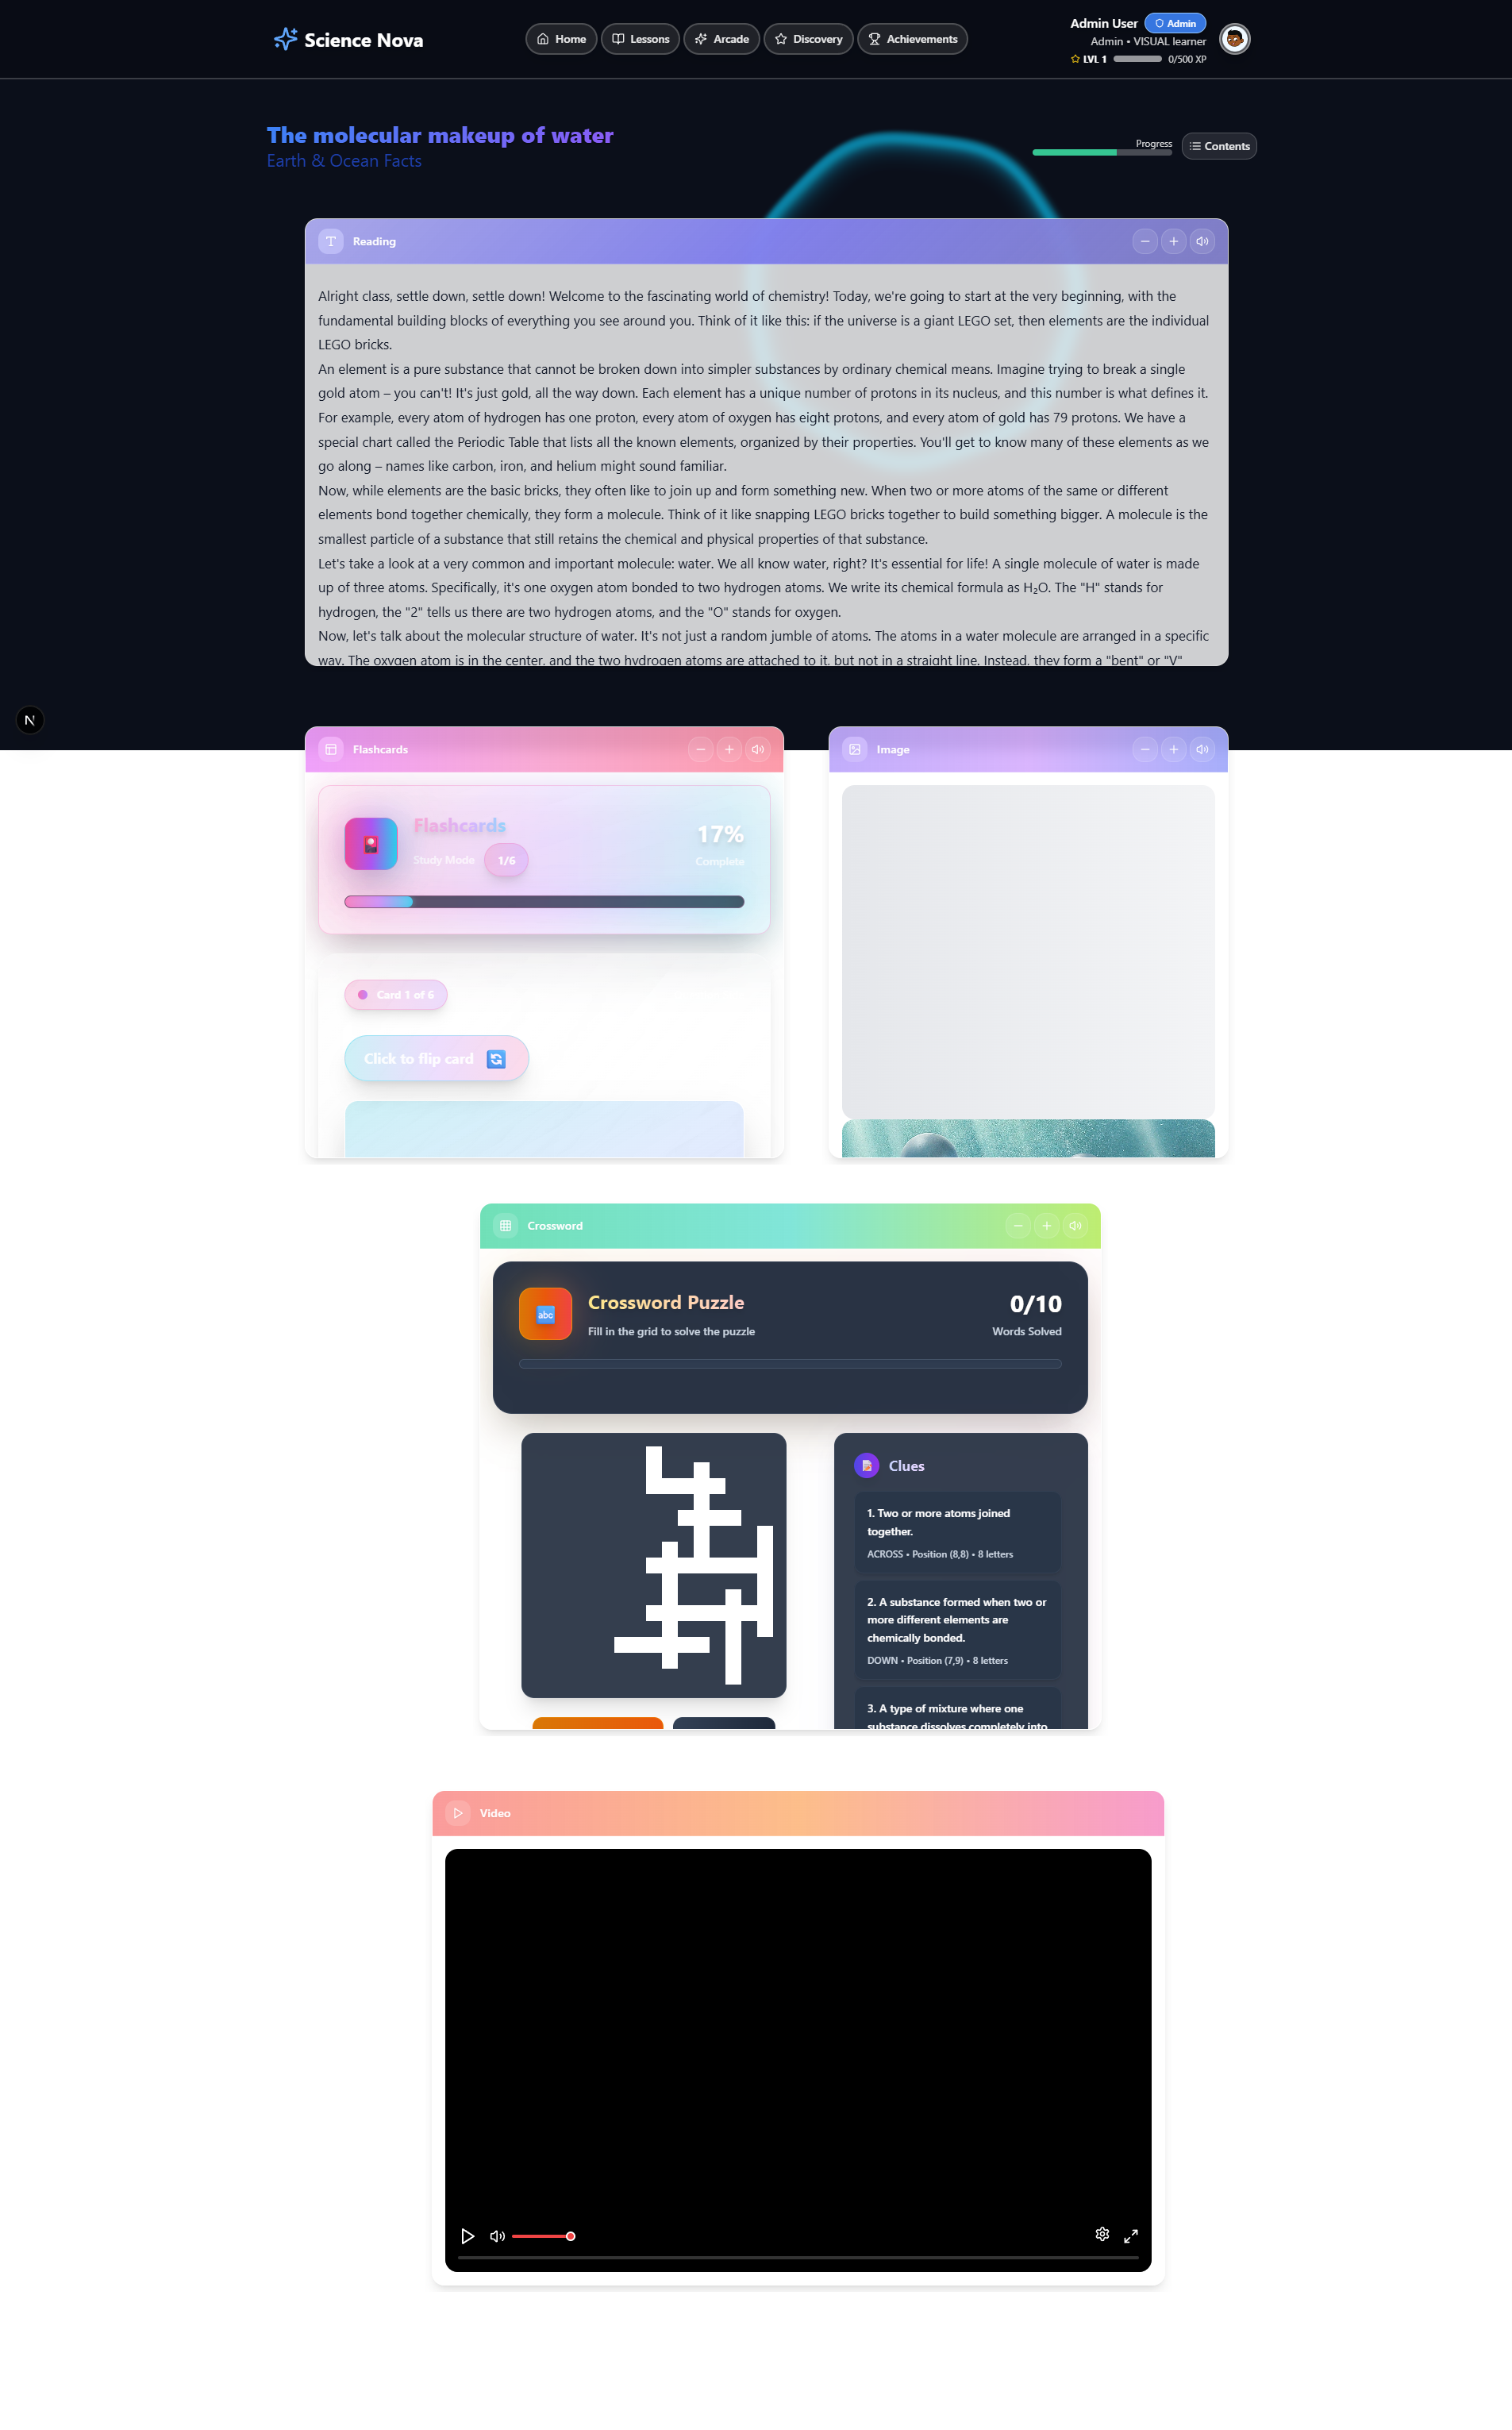 Science Nova
Home
Lessons
Arcade
Discovery
Achievements
Admin User
Admin
Admin • VISUAL learner
LVL 1
0/500 XP
The molecular makeup of water
Earth & Ocean Facts
Progress
Contents
Reading
Alright class, settle down, settle down! Welcome to the fascinating world of chemistry! Today, we're going to start at the very beginning, with the
fundamental building blocks of everything you see around you. Think of it like this: if the universe is a giant LEGO set, then elements are the individual
LEGO bricks.
An element is a pure substance that cannot be broken down into simpler substances by ordinary chemical means. Imagine trying to break a single
gold atom – you can't! It's just gold, all the way down. Each element has a unique number of protons in its nucleus, and this number is what defines it.
For example, every atom of hydrogen has one proton, every atom of oxygen has eight protons, and every atom of gold has 79 protons. We have a
special chart called the Periodic Table that lists all the known elements, organized by their properties. You'll get to know many of these elements as we
go along – names like carbon, iron, and helium might sound familiar.
Now, while elements are the basic bricks, they often like to join up and form something new. When two or more atoms of the same or different
elements bond together chemically, they form a molecule. Think of it like snapping LEGO bricks together to build something bigger. A molecule is the
smallest particle of a substance that still retains the chemical and physical properties of that substance.
Let's take a look at a very common and important molecule: water. We all know water, right? It's essential for life! A single molecule of water is made
up of three atoms. Specifically, it's one oxygen atom bonded to two hydrogen atoms. We write its chemical formula as H₂O. The "H" stands for
hydrogen, the "2" tells us there are two hydrogen atoms, and the "O" stands for oxygen.
Now, let's talk about the molecular structure of water. It's not just a random jumble of atoms. The atoms in a water molecule are arranged in a specific
way. The oxygen atom is in the center, and the two hydrogen atoms are attached to it, but not in a straight line. Instead, they form a "bent" or "V"
N
Flashcards
Flashcards
Study Mode
1/6
17%
Complete
Card 1 of 6
Click to flip card
Image
Crossword
abc
Crossword Puzzle
Fill in the grid to solve the puzzle
0/10
Words Solved
Clues
1. Two or more atoms joined
together.
ACROSS • Position (8,8) • 8 letters
2. A substance formed when two or
more different elements are
chemically bonded.
DOWN • Position (7,9) • 8 letters
3. A type of mixture where one
substance dissolves completely into
Video